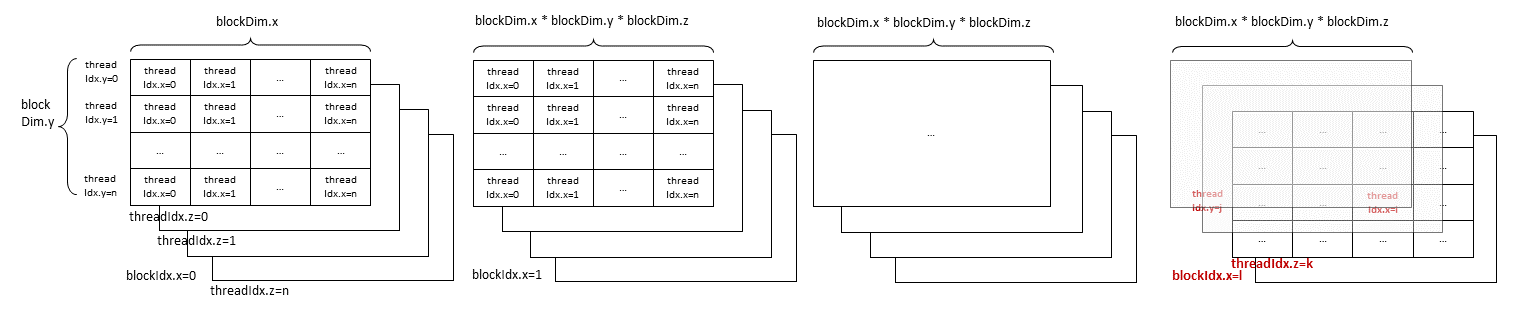 blockDim.x
blockDim.x * blockDim.y * blockDim.z
blockDim.x * blockDim.y * blockDim.z
blockDim.x * blockDim.y * blockDim.z
block
Dim.y
thread
Idx.y=0
thread
Idx.y=1
thread
Idx.y=n
thread
Idx.x=0
thread
Idx.x=1
...
thread
Idx.x=n
thread
Idx.x=0
thread
Idx.x=1
...
thread
Idx.x=n
...
...
...
...
thread
Idx.x=0
thread
Idx.x=1
...
thread
Idx.x=n
threadIdx.z=0
threadIdx.z=1
blockIdx.x=0
threadIdx.z=n
thread
Idx.x=0
thread
Idx.x=1
...
thread
Idx.x=n
thread
Idx.x=0
thread
Idx.x=1
...
thread
Idx.x=n
...
...
...
...
thread
Idx.x=0
thread
Idx.x=1
...
thread
Idx.x=n
blockIdx.x=1
...
...
...
...
...
...
...
...
...
thread
Idx.y=j
...
...
thread
Idx.x=i
...
...
...
...
...
threadIdx.z=k
blockIdx.x=l